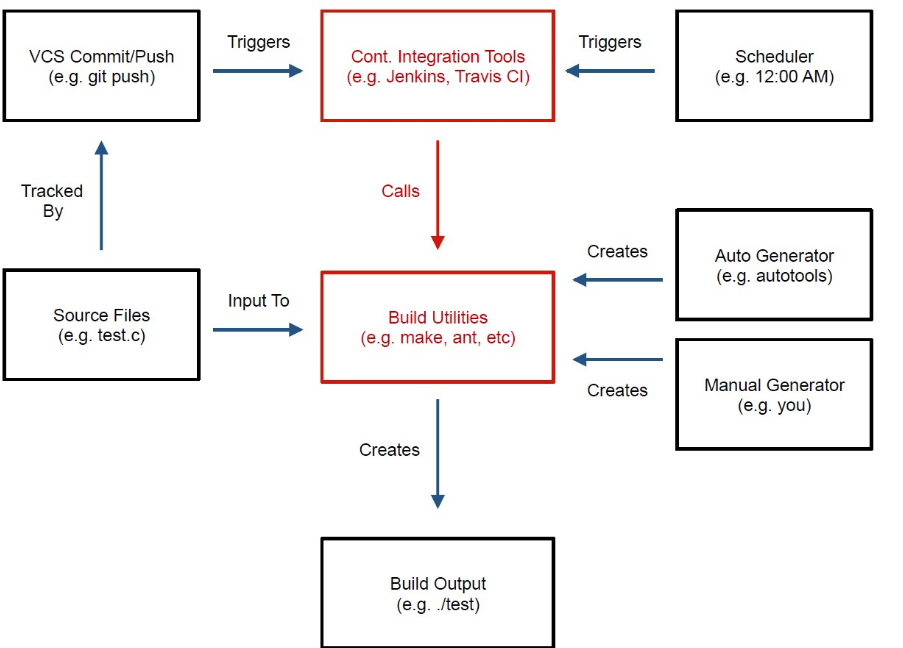 VCS Commit/Push
(e.g. git push)
Triggers
Cont. Integration Tools
(e.g. Jenkins, Travis CI)
Triggers
Scheduler
(e.g. 12:00 AM)
Tracked
By
Calls
Source Files
(e.g. test.c)
Input To
Build Utilities
(e.g. make, ant, etc)
Creates
Auto Generator
(e.g. autotools)
Creates
Manual Generator
(e.g. you)
Creates
Build Output
(e.g. ./test)